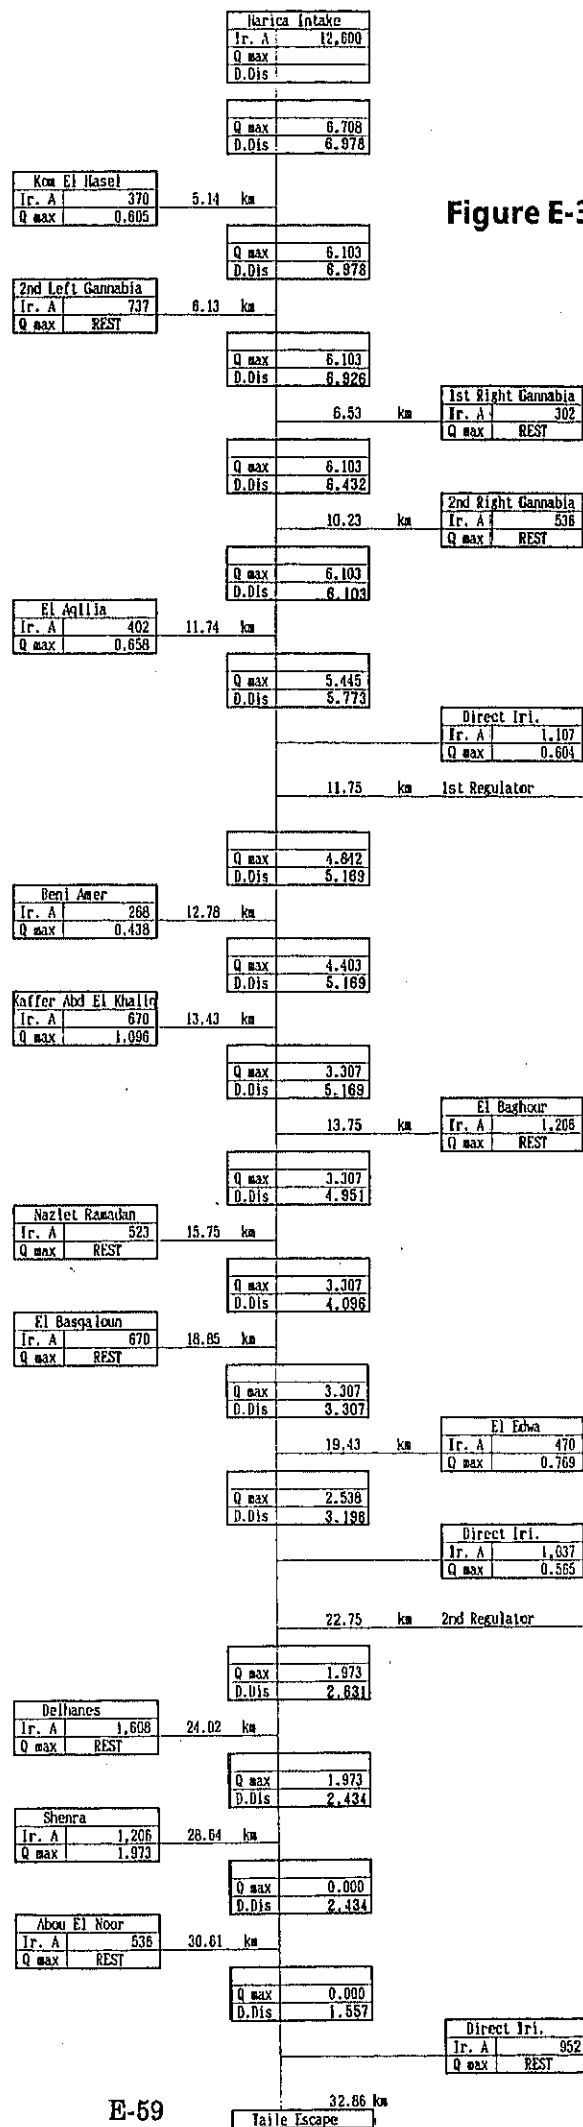 Harica Intake
Ir. A 12,600
Q max
D.Dis
Q max 6.708
D.Dis 6.978
Kom El Hasel
Ir. A 370 5.14 km
Q max 0.605
Figure E-3
Q max 6.103
D.Dis 6.978
2nd Left Gannabia
Ir. A 737 6.13 km
Q max REST
Q max 6.103
D.Dis 6.926
1st Right Gannabia
6.53 km Ir. A 302
Q max REST
Q max 6.103
D.Dis 6.432
2nd Right Gannabia
10.23 km Ir. A 536
Q max REST
Q max 6.103
D.Dis 6.103
El Aqllia
Ir. A 402 11.74 km
Q max 0.658
Q max 5.445
D.Dis 5.773
Direct Iri.
Ir. A 1.107
Q max 0.604
11.75 km 1st Regulator
Q max 4.842
D.Dis 5.169
Beni Amer
Ir. A 268 12.78 km
Q max 0.438
Q max 4.403
D.Dis 5.169
Kaffer Abd El Khalin
Ir. A 670 13.43 km
Q max 1.096
Q max 3.307
D.Dis 5.169
El Baghour
13.75 km Ir. A 1.206
Q max REST
Q max 3.307
D.Dis 4.951
Nazlet Ramadan
Ir. A 523 15.75 km
Q max REST
Q max 3.307
D.Dis 4.096
El Basqaloun
Ir. A 670 18.85 km
Q max REST
Q max 3.307
D.Dis 3.307
El Edwa
19.43 km Ir. A 470
Q max 0.769
Q max 2.538
D.Dis 3.196
Direct Iri.
Ir. A 1,037
Q max 0.565
22.75 km 2nd Regulator
Q max 1.973
D.Dis 2.631
Delhanes
Ir. A 1,608 24.02 km
Q max REST
Q max 1.973
D.Dis 2.434
Shenra
Ir. A 1,206 28.64 km
Q max 1.973
Q max 0.000
D.Dis 2.434
Abou El Noor
Ir. A 536 30.61 km
Q max REST
Q max 0.000
D.Dis 1.557
Direct Iri.
Ir. A 952
Q max REST
32.86 km
E-59
Taile Escape